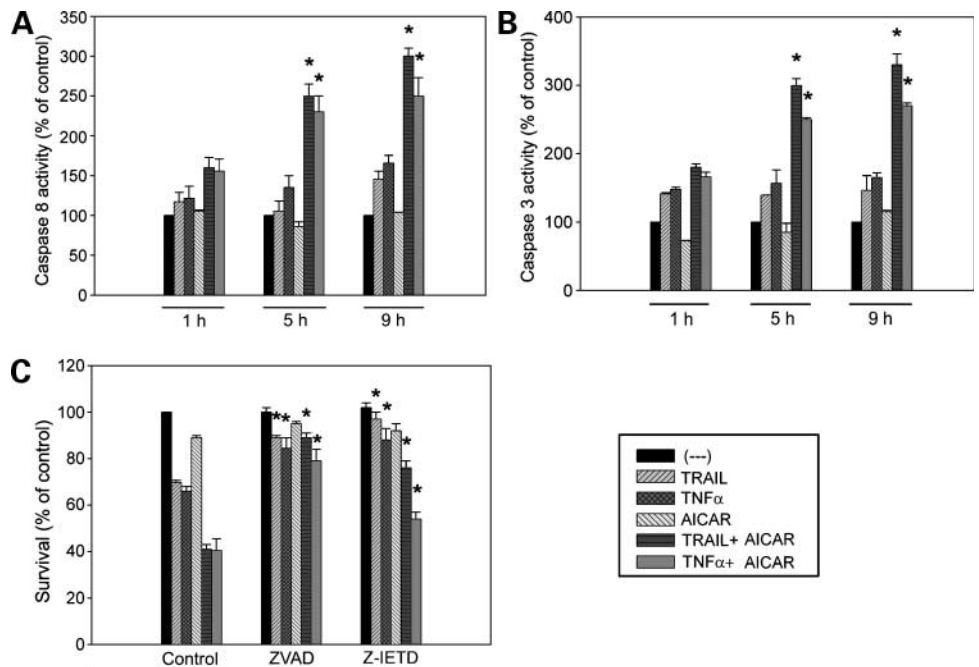 A
Caspase 8 activity (% of control)
350
300
250
200
150
100
50
0
* * * *
1 h 5 h 9 h
B
Caspase 3 activity (% of control)
400
300
200
100
0
* * * *
1 h 5 h 9 h
C
Survival (% of control)
120
100
80
60
40
20
0
* * * * * * * *
Control ZVAD Z-IETD
(---)
TRAIL
TNFα
AICAR
TRAIL+ AICAR
TNFα+ AICAR